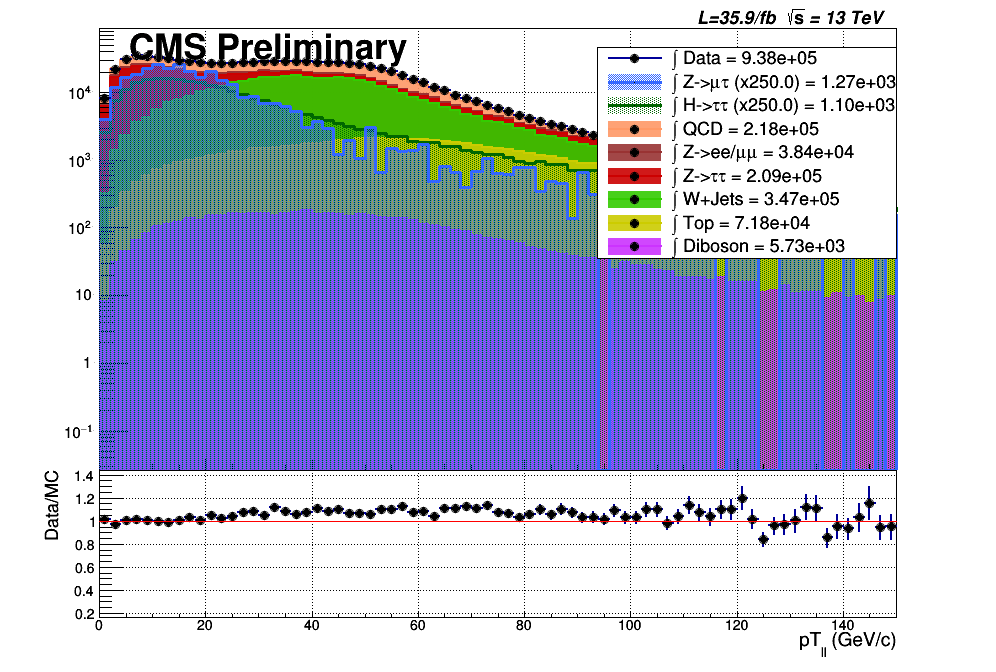 L=35.9/fb √s = 13 TeV
CMS Preliminary
∫ Data = 9.38e+05
∫ Z->μτ (x250.0) = 1.27e+03
∫ H->ττ (x250.0) = 1.10e+03
∫ QCD = 2.18e+05
∫ Z->ee/μμ = 3.84e+04
∫ Z->ττ = 2.09e+05
∫ W+Jets = 3.47e+05
∫ Top = 7.18e+04
∫ Diboson = 5.73e+03
10⁴
10³
10²
10
1
10⁻¹
Data/MC
1.4
1.2
1
0.8
0.6
0.4
0.2
0 20 40 60 80 100 120 140
pT_ll (GeV/c)